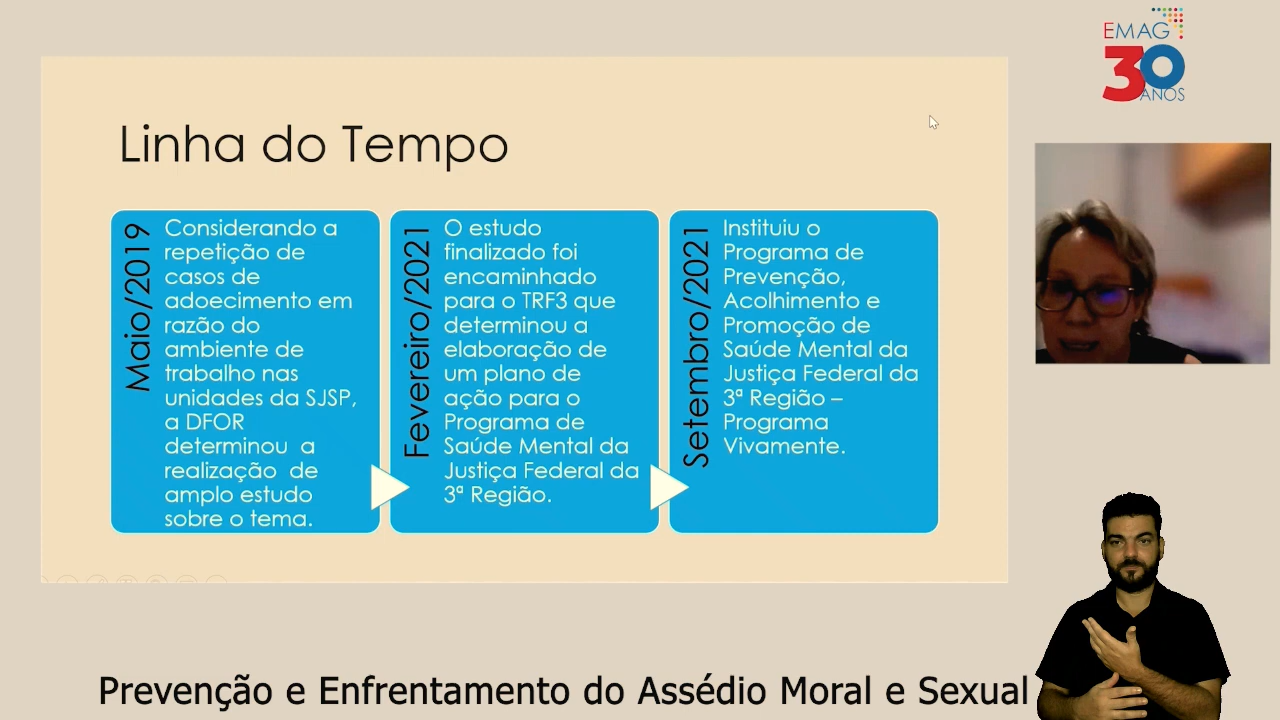 EMAG
30
ANOS
Linha do Tempo
Maio/2019
Considerando a
repetição de
casos de
adoecimento em
razão do
ambiente de
trabalho nas
unidades da SJSP,
a DFOR
determinou a
realização de
amplo estudo
sobre o tema.
Fevereiro/2021
O estudo
finalizado foi
encaminhado
para o TRF3 que
determinou a
elaboração de
um plano de
ação para o
Programa de
Saúde Mental da
Justiça Federal da
3ª Região.
Setembro/2021
Instituiu o
Programa de
Prevenção,
Acolhimento e
Promoção de
Saúde Mental da
Justiça Federal da
3ª Região –
Programa
Vivamente.
Prevenção e Enfrentamento do Assédio Moral e Sexual